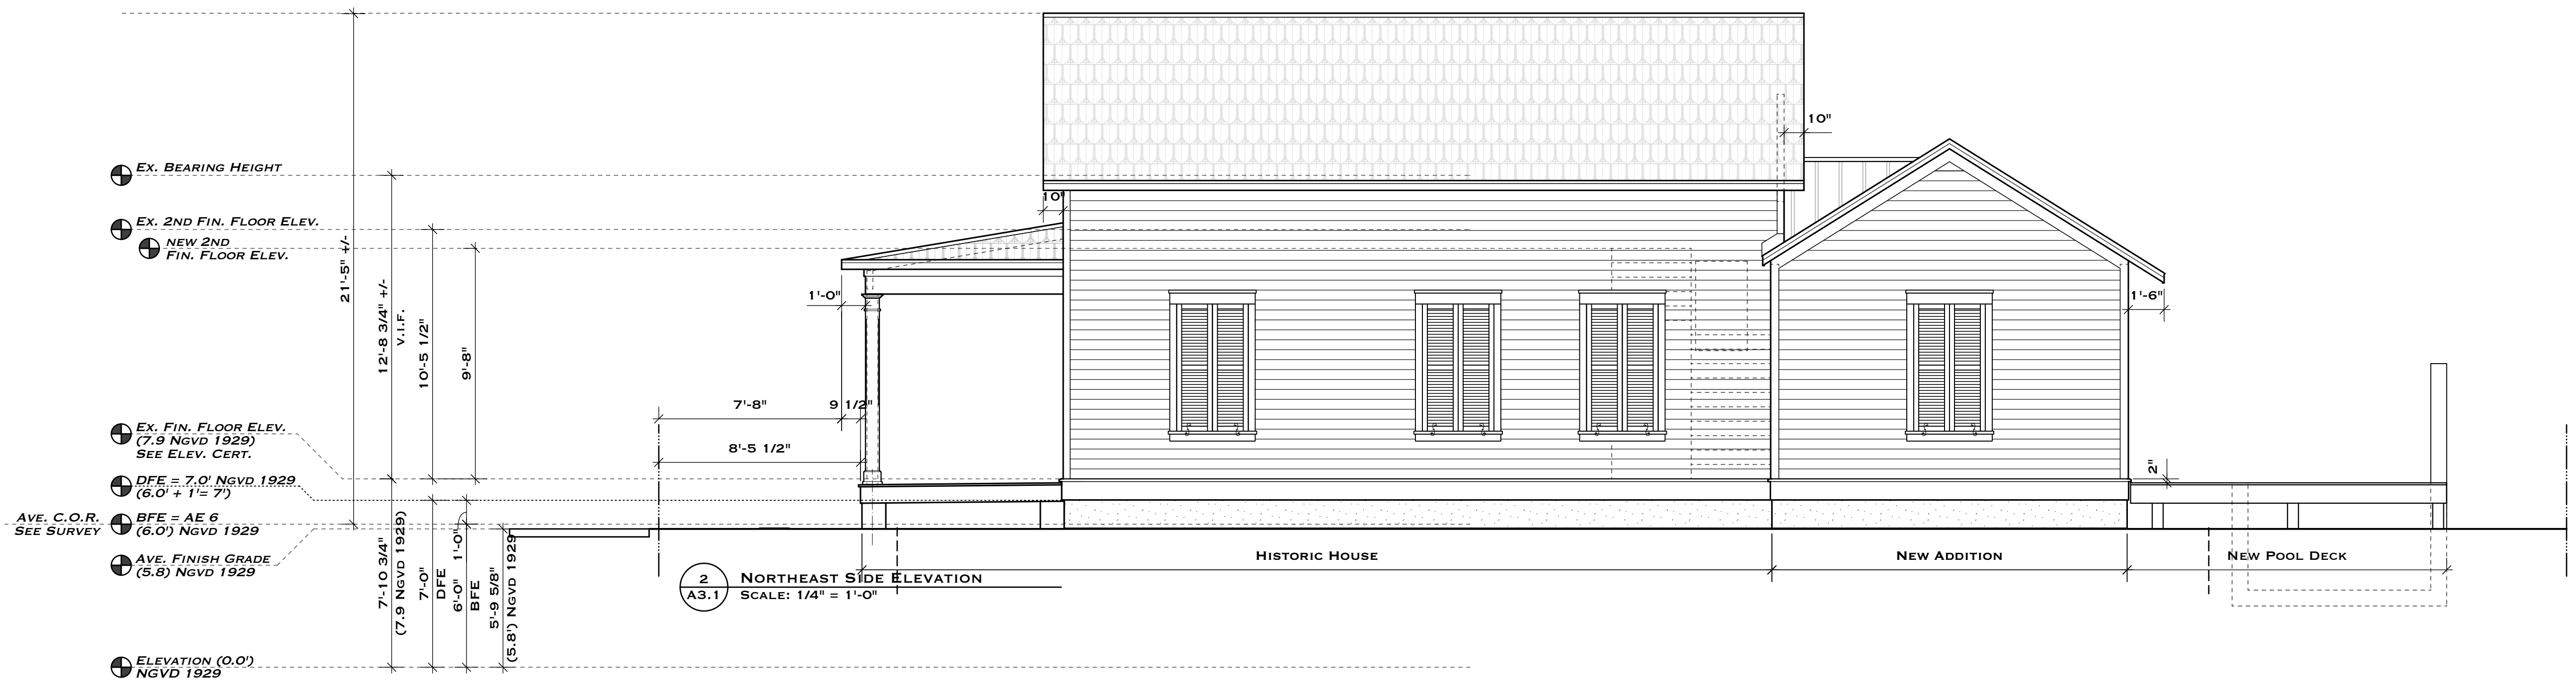 10"
Ex. Bearing Height
10"
Ex. 2nd Fin. Floor Elev.
new 2nd
Fin. Floor Elev.
21'-5" +/-
12'-8 3/4" +/-
V.I.F.
10'-5 1/2"
9'-8"
1'-0"
1'-6"
7'-8"
9 1/2"
8'-5 1/2"
Ex. Fin. Floor Elev.
(7.9 Ngvd 1929)
see Elev. Cert.
2"
DFE = 7.0' Ngvd 1929
(6.0' + 1'= 7')
Ave. C.O.R.
See Survey
BFE = AE 6
(6.0') Ngvd 1929
Ave. Finish Grade
(5.8) Ngvd 1929
7'-10 3/4"
(7.9 Ngvd 1929)
7'-0"
DFE
1'-0"
6'-0"
BFE
5'-9 5/8"
(5.8') Ngvd 1929
Historic House
New Addition
New Pool Deck
2
A3.1
Northeast Side Elevation
Scale: 1/4" = 1'-0"
Elevation (0.0')
NGVD 1929